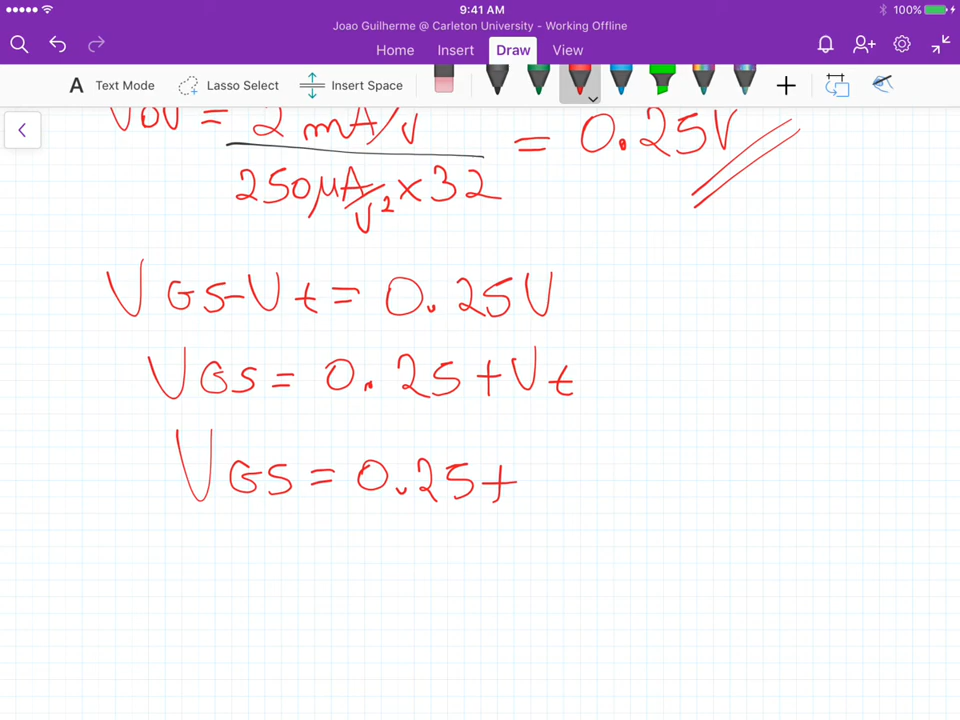 9:41 AM
100%
Joao Guilherme @ Carleton University - Working Offline
Home Insert Draw View
A Text Mode Lasso Select Insert Space
VOV = 2 mA/V = 0.25V
250μA/V² x 32
VGS-Vt = 0.25V
VGS = 0.25 + Vt
VGS = 0.25 +